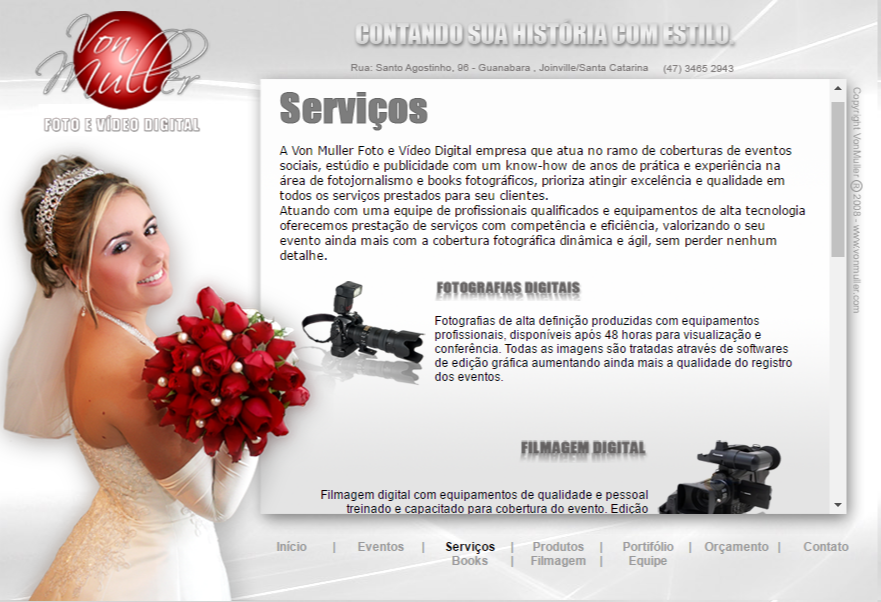 Von
Muller
FOTO E VÍDEO DIGITAL
CONTANDO SUA HISTÓRIA COM ESTILO.
Rua: Santo Agostinho, 96 - Guanabara , Joinville/Santa Catarina (47) 3465 2943
Serviços
A Von Muller Foto e Vídeo Digital empresa que atua no ramo de coberturas de eventos
sociais, estúdio e publicidade com um know-how de anos de prática e experiência na
área de fotojornalismo e books fotográficos, prioriza atingir excelência e qualidade em
todos os serviços prestados para seu clientes.
Atuando com uma equipe de profissionais qualificados e equipamentos de alta tecnologia
oferecemos prestação de serviços com competência e eficiência, valorizando o seu
evento ainda mais com a cobertura fotográfica dinâmica e ágil, sem perder nenhum
detalhe.
FOTOGRAFIAS DIGITAIS
Fotografias de alta definição produzidas com equipamentos
profissionais, disponíveis após 48 horas para visualização e
conferência. Todas as imagens são tratadas através de softwares
de edição gráfica aumentando ainda mais a qualidade do registro
dos eventos.
FILMAGEM DIGITAL
Filmagem digital com equipamentos de qualidade e pessoal
treinado e capacitado para cobertura do evento. Edição
Copyright VonMuller ® 2008 - www.vonmuller.com
Início | Eventos | Serviços | Produtos | Portifólio | Orçamento | Contato
Books | Filmagem | Equipe